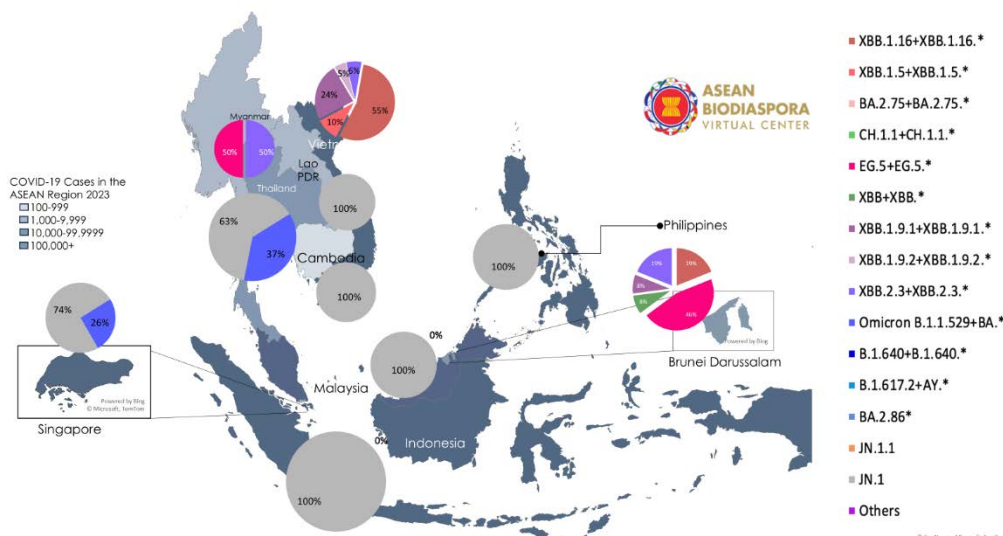 ASEAN
BIODIASPORA
VIRTUAL CENTER
COVID-19 Cases in the
ASEAN Region 2023
100-999
1,000-9,999
10,000-99,9999
100,000+
Myanmar
50%
50%
5%
6%
24%
10%
55%
Vietn
Lao
PDR
Thailand
100%
63%
37%
Cambodia
100%
Philippines
100%
19%
19%
8%
8%
46%
Powered by Bing
Brunei Darussalam
74%
26%
Powered by Bing
© Microsoft, TomTom
Singapore
0%
100%
Malaysia
0%
Indonesia
100%
XBB.1.16+XBB.1.16.*
XBB.1.5+XBB.1.5.*
BA.2.75+BA.2.75.*
CH.1.1+CH.1.1.*
EG.5+EG.5.*
XBB+XBB.*
XBB.1.9.1+XBB.1.9.1.*
XBB.1.9.2+XBB.1.9.2.*
XBB.2.3+XBB.2.3.*
Omicron B.1.1.529+BA.*
B.1.640+B.1.640.*
B.1.617.2+AY.*
BA.2.86*
JN.1.1
JN.1
Others